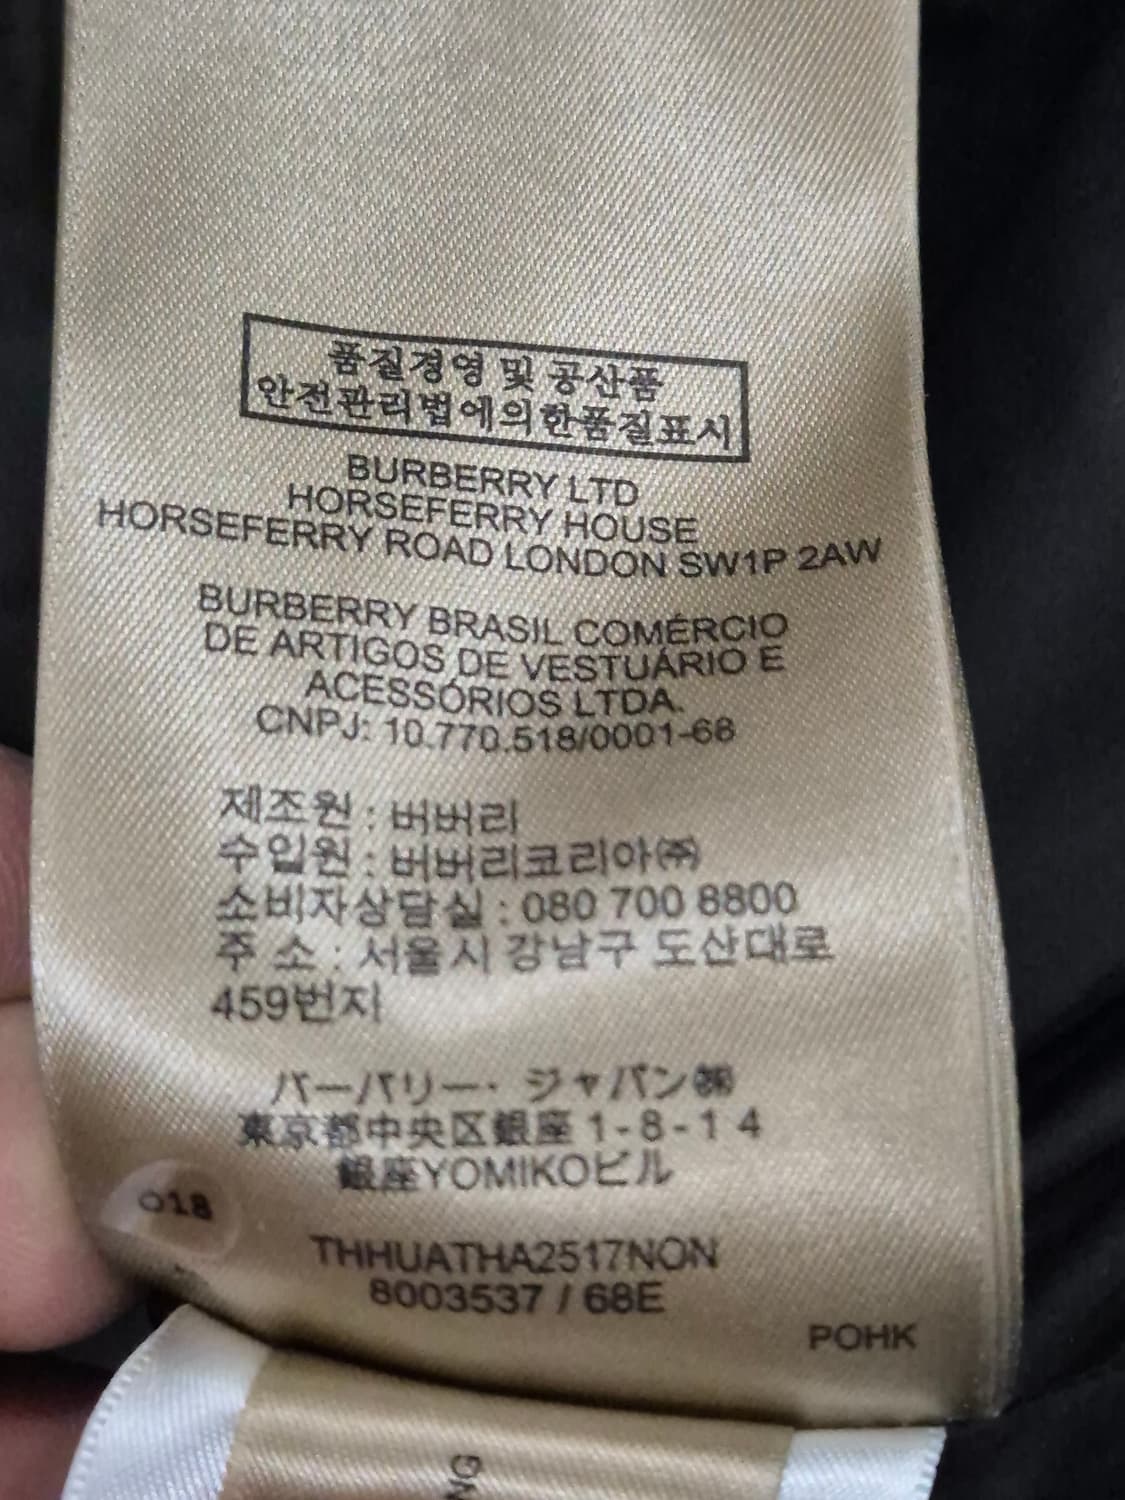 품질경영 및 공산품
안전관리법에의한품질표시
BURBERRY LTD
HORSEFERRY HOUSE
HORSEFERRY ROAD LONDON SW1P 2AW
BURBERRY BRASIL COMÉRCIO
DE ARTIGOS DE VESTUÁRIO E
ACESSÓRIOS LTDA.
CNPJ: 10.770.518/0001-68
제조원 : 버버리
수입원 : 버버리코리아㈜
소비자상담실 : 080 700 8800
주 소 : 서울시 강남구 도산대로
459번지
バーバリー・ジャパン㈱
東京都中央区銀座1-8-14
銀座YOMIKOビル
018
THHUATHA2517NON
8003537 / 68E
POHK
NG